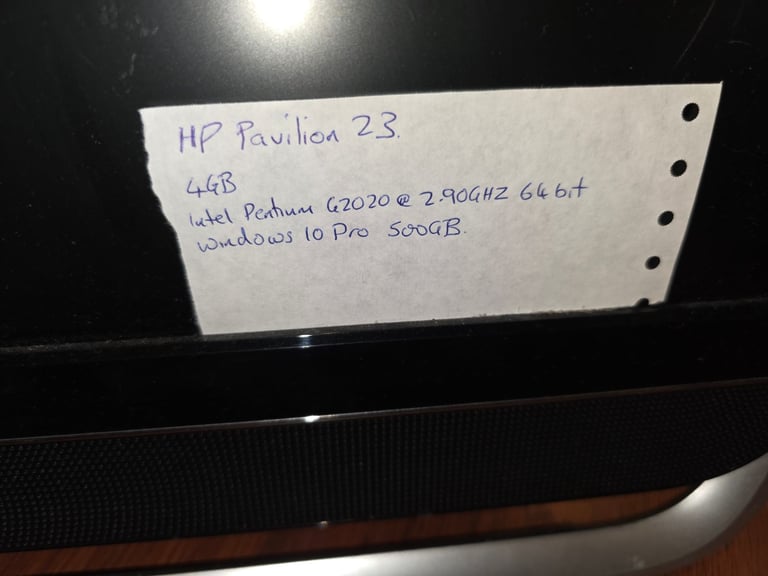 HP Pavilion 23.
4GB
Intel Pentium G2020 @ 2.90GHZ 64 bit
Windows 10 Pro 500GB.